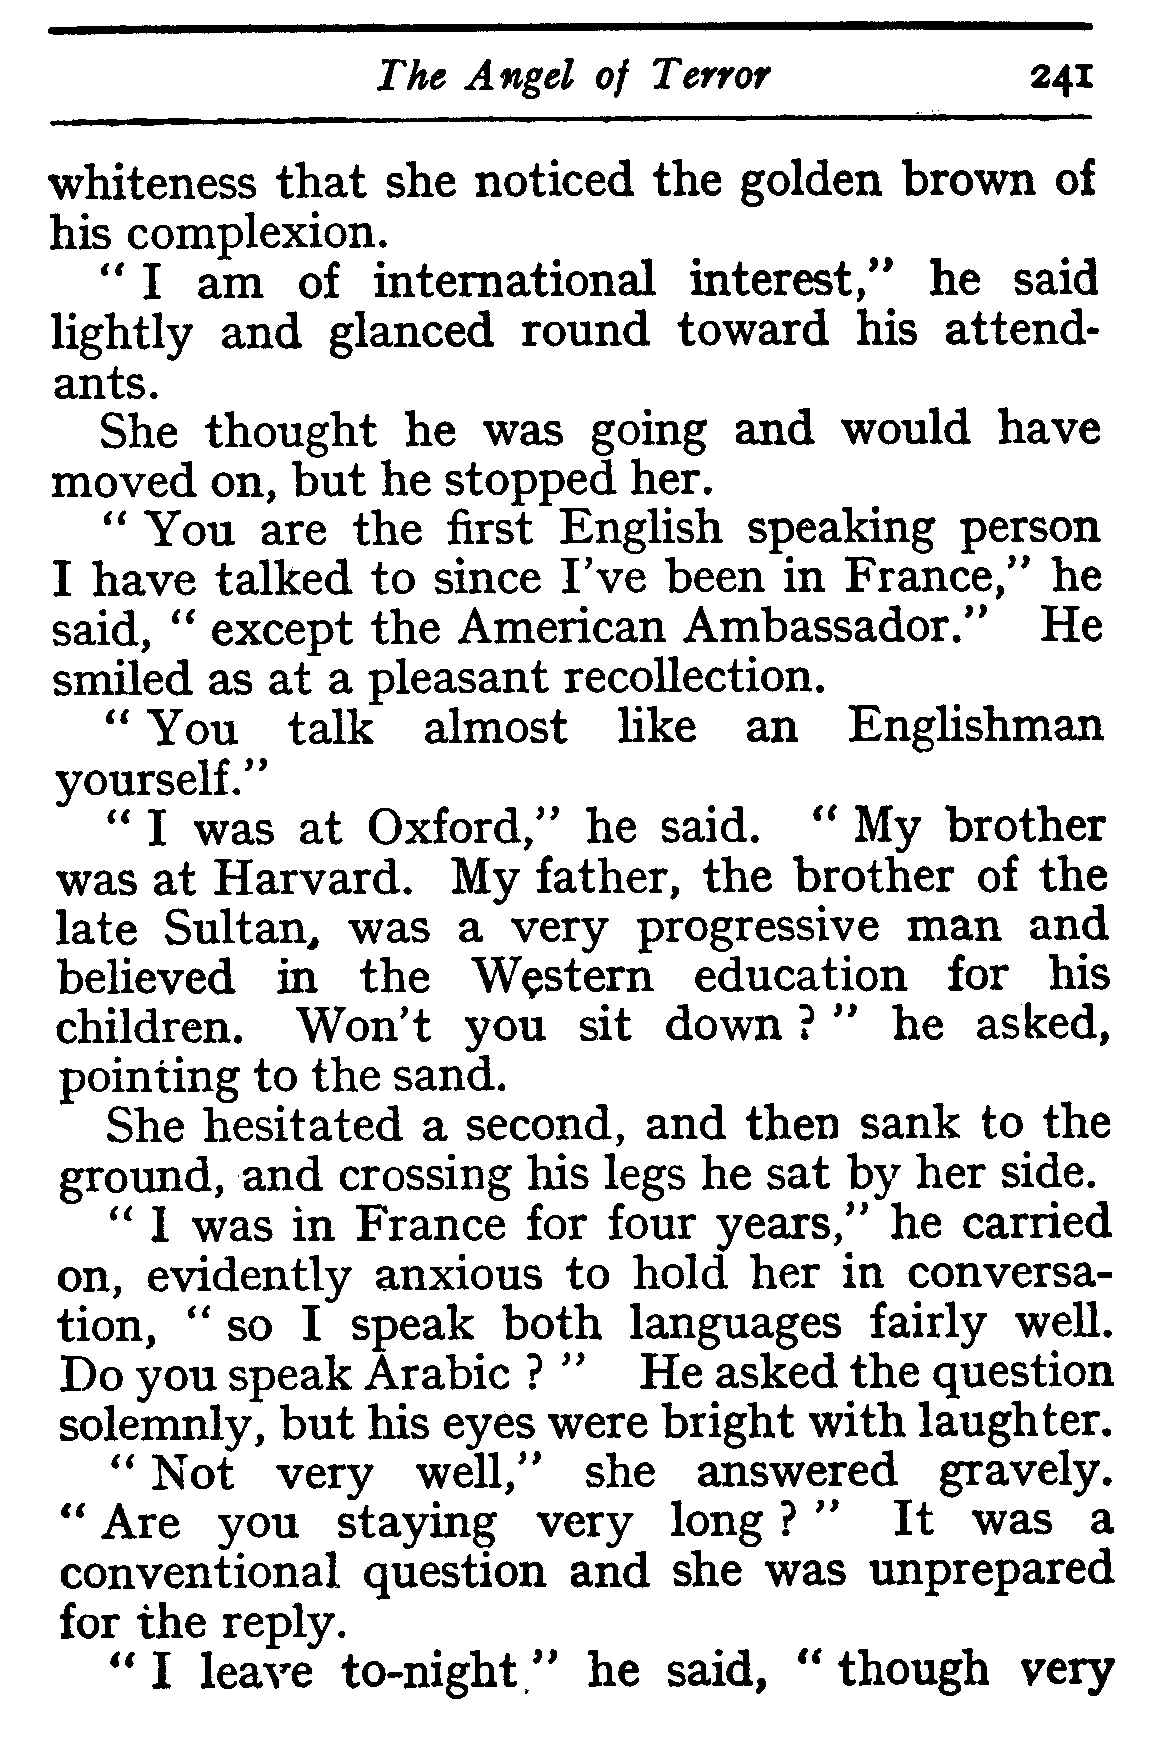 The Angel of Terror 241
whiteness that she noticed the golden brown of
his complexion.
“ I am of international interest,” he said
lightly and glanced round toward his attend-
ants.
She thought he was going and would have
moved on, but he stopped her.
“ You are the first English speaking person
I have talked to since I’ve been in France,” he
said, “ except the American Ambassador.” He
smiled as at a pleasant recollection.
“ You talk almost like an Englishman
yourself.”
“ I was at Oxford,” he said. “ My brother
was at Harvard. My father, the brother of the
late Sultan, was a very progressive man and
believed in the Western education for his
children. Won’t you sit down ? ” he asked,
pointing to the sand.
She hesitated a second, and then sank to the
ground, and crossing his legs he sat by her side.
“ I was in France for four years,” he carried
on, evidently anxious to hold her in conversa-
tion, “ so I speak both languages fairly well.
Do you speak Arabic ? ” He asked the question
solemnly, but his eyes were bright with laughter.
“ Not very well,” she answered gravely.
“ Are you staying very long ? ” It was a
conventional question and she was unprepared
for the reply.
“ I leave to-night,” he said, “ though very